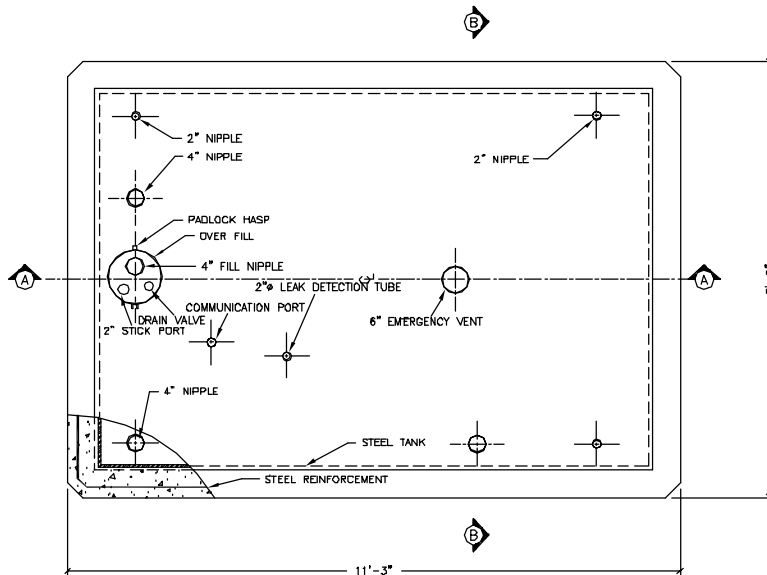 B
2" NIPPLE
4" NIPPLE
2" NIPPLE
PADLOCK HASP
OVER FILL
4" FILL NIPPLE
A
A
2"ø LEAK DETECTION TUBE
COMMUNICATION PORT
DRAIN VALVE
2" STICK PORT
6" EMERGENCY VENT
4" NIPPLE
STEEL TANK
STEEL REINFORCEMENT
B
11'-3"